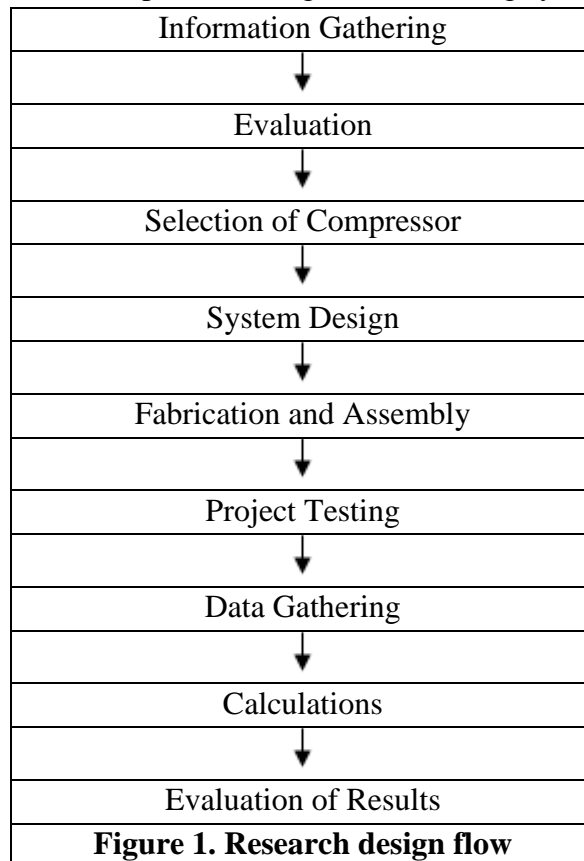 Information Gathering
Evaluation
Selection of Compressor
System Design
Fabrication and Assembly
Project Testing
Data Gathering
Calculations
Evaluation of Results
Figure 1. Research design flow